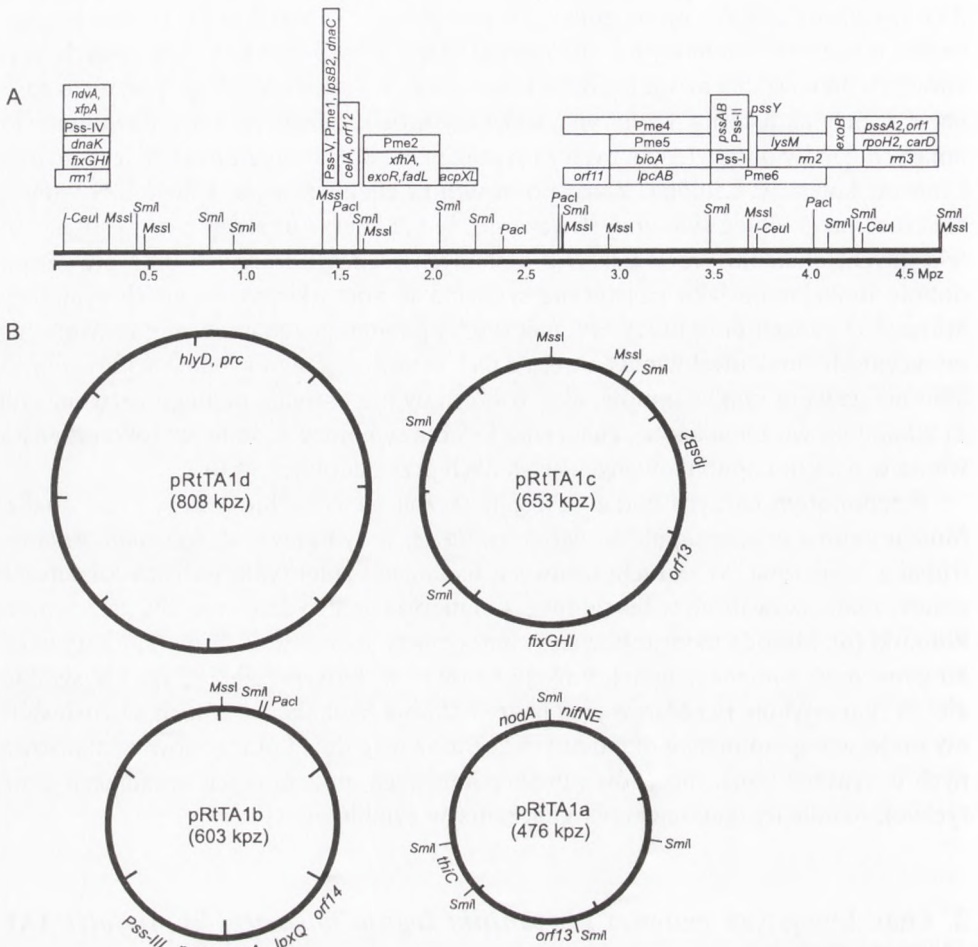 A
ndvA,
xfpA
Pss-IV
dnaK
fixGHI
rrn1
Pss-V, Pme1, lpsB2, dnaC
celA, orf12
Pme2
xfhA,
exoR,fadL
acpXL
Pme4
Pme5
bioA
orf11
lpcAB
pssAB
Pss-II
Pss-I
pssY
lysM
rrn2
Pme6
exoB
pssA2,orf1
rpoH2, carD
rrn3
I-CeuI
MssI
SmiI
MssI
SmiI
MssI
PacI
SmiI
MssI
SmiI
SmiI
PacI
PacI
SmiI
MssI
MssI
SmiI
MssI
I-CeuI
PacI
SmiI
SmiI
I-CeuI
MssI
0.5 1.0 1.5 2.0 2.5 3.0 3.5 4.0 4.5 Mpz
B
hlyD, prc
pRtTA1d
(808 kpz)
MssI
MssI
SmiI
SmiI
lpsB2
pRtTA1c
(653 kpz)
orf13
SmiI
fixGHI
MssI
SmiI
PacI
pRtTA1b
(603 kpz)
orf14
lpxQ
Pss-III
SmiI
nodA
nifNE
pRtTA1a
(476 kpz)
SmiI
SmiI
thiC
SmiI
orf13
SmiI